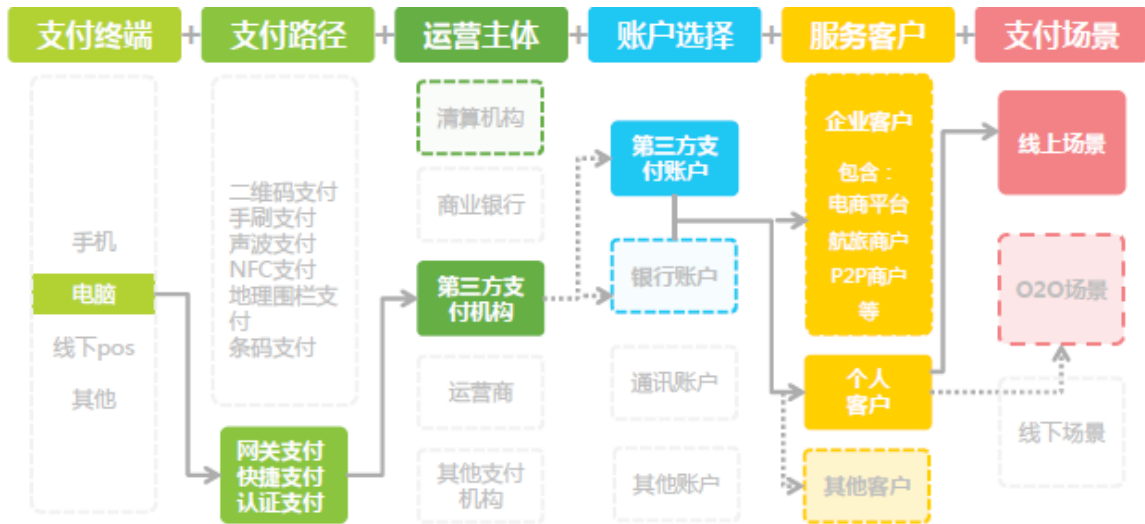 支付终端 + 支付路径 + 运营主体 + 账户选择 + 服务客户 + 支付场景
手机
电脑
线下pos
其他
二维码支付
手刷支付
声波支付
NFC支付
地理围栏支
付
条码支付
网关支付
快捷支付
认证支付
清算机构
商业银行
第三方支
付机构
运营商
其他支付
机构
第三方支
付账户
银行账户
通讯账户
其他账户
企业客户
包含：
电商平台
航旅商户
P2P商户
等
个人
客户
其他客户
线上场景
O2O场景
线下场景